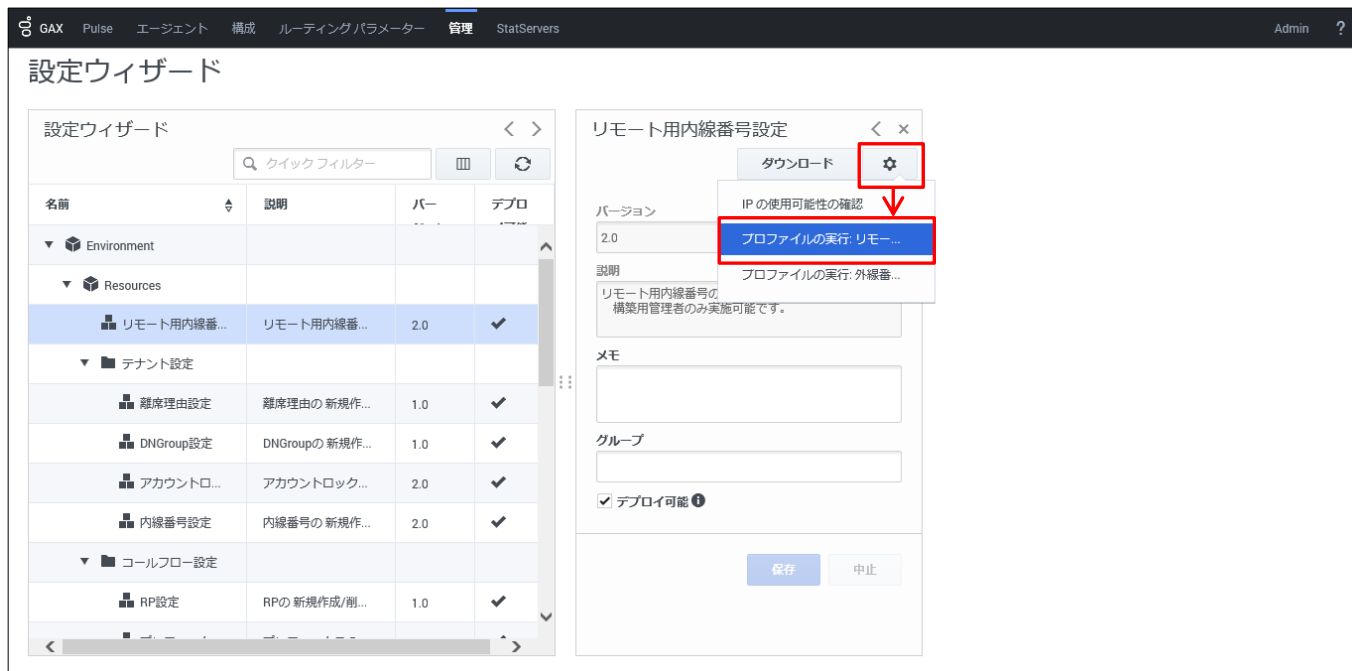 GAX Pulse エージェント 構成 ルーティングパラメーター 管理 StatServers Admin ?
設定ウィザード
設定ウィザード
クイック フィルター
名前 説明 バー デプロ
Environment
Resources
リモート用内線番... リモート用内線番... 2.0
テナント設定
離席理由設定 離席理由の 新規作... 1.0
DNGroup設定 DNGroupの 新規作... 1.0
アカウントロ... アカウントロック... 2.0
内線番号設定 内線番号の 新規作... 2.0
コールフロー設定
RP設定 RPの 新規作成/削... 1.0
リモート用内線番号設定
ダウンロード
IP の使用可能性の確認
プロファイルの実行: リモー...
プロファイルの実行: 外線番...
バージョン
2.0
説明
リモート用内線番号の
構築用管理者のみ実施可能です。
メモ
グループ
デプロイ可能
保存 中止